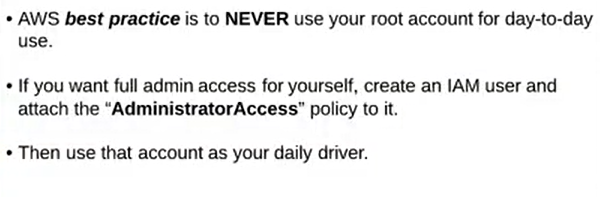 • AWS best practice is to NEVER use your root account for day-to-day
use.
• If you want full admin access for yourself, create an IAM user and
attach the “AdministratorAccess” policy to it.
• Then use that account as your daily driver.